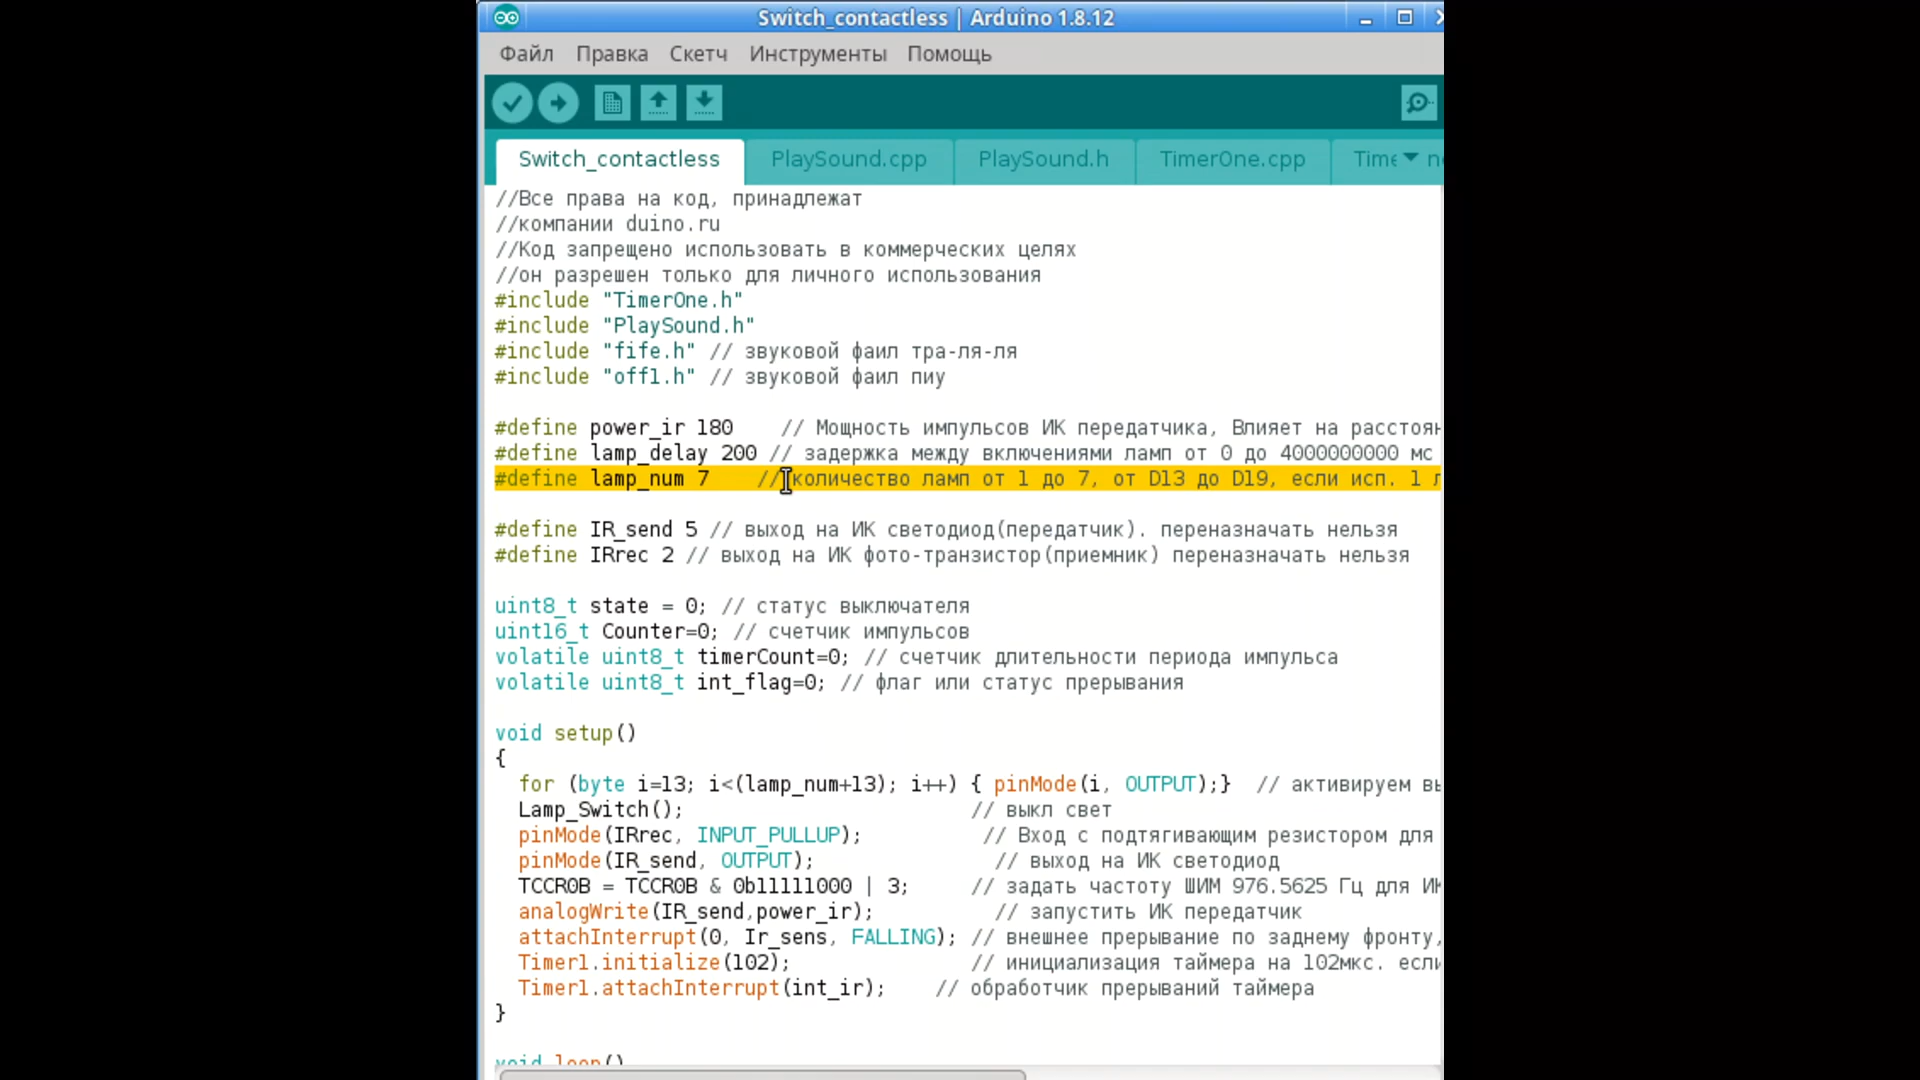 Switch_contactless | Arduino 1.8.12
Файл Правка Скетч Инструменты Помощь
Switch_contactless PlaySound.cpp PlaySound.h TimerOne.cpp Time
//Все права на код, принадлежат
//компании duino.ru
//Код запрещено использовать в коммерческих целях
//он разрешен только для личного использования
#include "TimerOne.h"
#include "PlaySound.h"
#include "fife.h" // звуковой фаил тра-ля-ля
#include "off1.h" // звуковой фаил пиу
#define power_ir 180 // Мощность импульсов ИК передатчика, Влияет на расстоян
#define lamp_delay 200 // задержка между включениями ламп от 0 до 4000000000 мс
#define lamp_num 7 // количество ламп от 1 до 7, от D13 до D19, если исп. 1 л
#define IR_send 5 // выход на ИК светодиод(передатчик). переназначать нельзя
#define IRrec 2 // выход на ИК фото-транзистор(приемник) переназначать нельзя
uint8_t state = 0; // статус выключателя
uint16_t Counter=0; // счетчик импульсов
volatile uint8_t timerCount=0; // счетчик длительности периода импульса
volatile uint8_t int_flag=0; // флаг или статус прерывания
void setup()
{
for (byte i=13; i<(lamp_num+13); i++) { pinMode(i, OUTPUT);} // активируем вы
Lamp_Switch(); // выкл свет
pinMode(IRrec, INPUT_PULLUP); // Вход с подтягивающим резистором для
pinMode(IR_send, OUTPUT); // выход на ИК светодиод
TCCR0B = TCCR0B & 0b11111000 | 3; // задать частоту ШИМ 976.5625 Гц для ИК
analogWrite(IR_send,power_ir); // запустить ИК передатчик
attachInterrupt(0, Ir_sens, FALLING); // внешнее прерывание по заднему фронту,
Timer1.initialize(102); // инициализация таймера на 102мкс. если
Timer1.attachInterrupt(int_ir); // обработчик прерываний таймера
}
void loop()